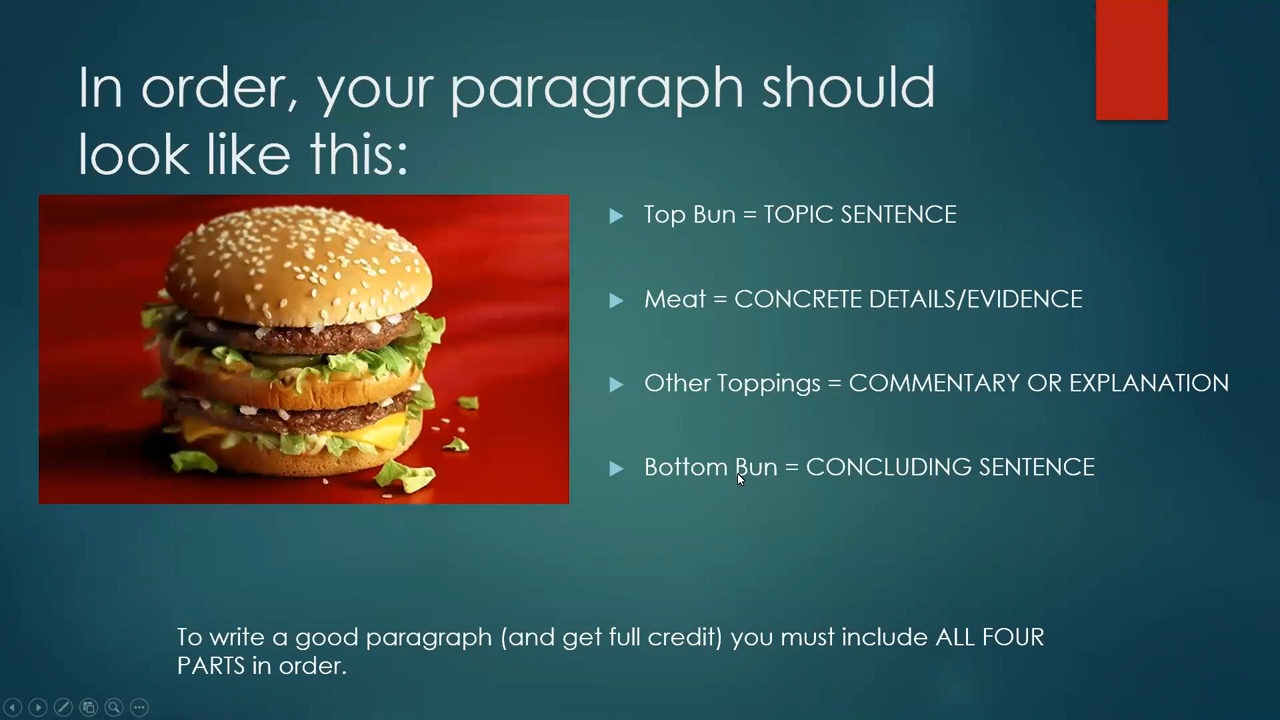 In order, your paragraph should
look like this:
Top Bun = TOPIC SENTENCE
Meat = CONCRETE DETAILS/EVIDENCE
Other Toppings = COMMENTARY OR EXPLANATION
Bottom Bun = CONCLUDING SENTENCE
To write a good paragraph (and get full credit) you must include ALL FOUR
PARTS in order.